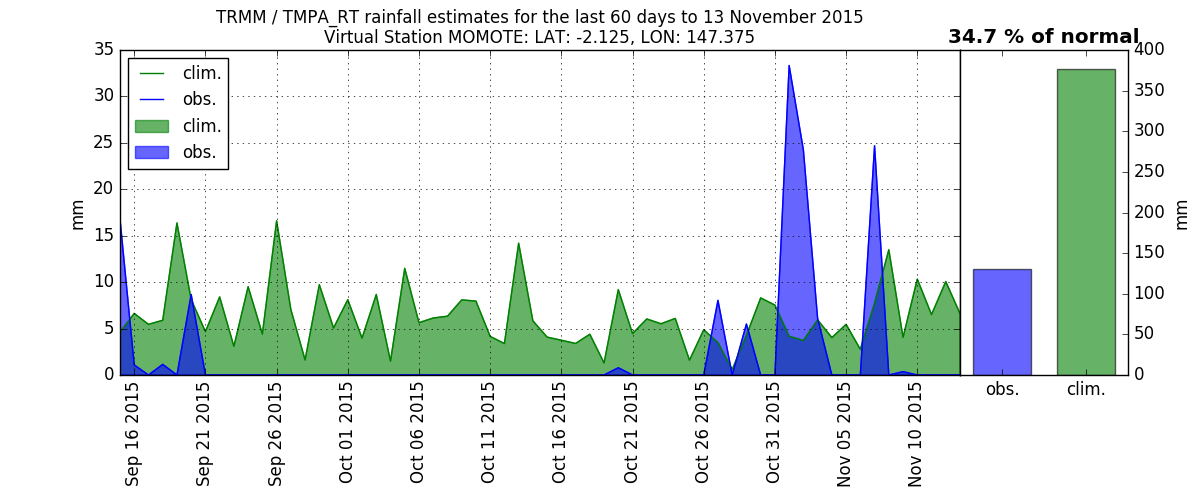 TRMM / TMPA_RT rainfall estimates for the last 60 days to 13 November 2015
Virtual Station MOMOTE: LAT: -2.125, LON: 147.375
34.7 % of normal
35
30
25
20
15
10
5
0
mm
clim.
obs.
clim.
obs.
Sep 16 2015
Sep 21 2015
Sep 26 2015
Oct 01 2015
Oct 06 2015
Oct 11 2015
Oct 16 2015
Oct 21 2015
Oct 26 2015
Oct 31 2015
Nov 05 2015
Nov 10 2015
400
350
300
250
200
150
100
50
0
mm
obs.
clim.